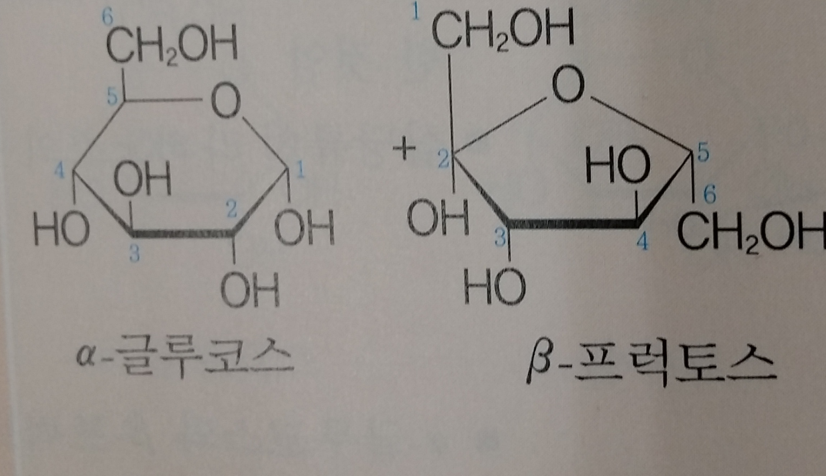 6 1
CH₂OH CH₂OH
5 O O
+ 2 HO 5
4 OH 1 6
HO 2 OH OH 3 4 CH₂OH
3 OH HO
α-글루코스 β-프럭토스